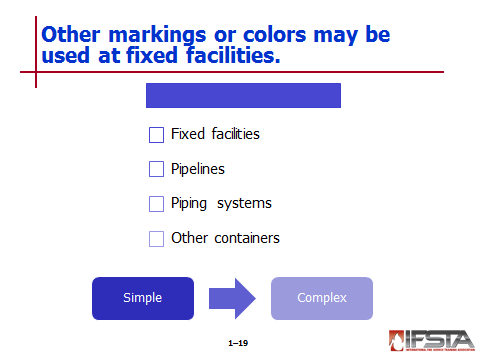 Other markings or colors may be
used at fixed facilities.
Fixed facilities
Pipelines
Piping systems
Other containers
Simple
Complex
1–19
IFSTA
INTERNATIONAL FIRE SERVICE TRAINING ASSOCIATION